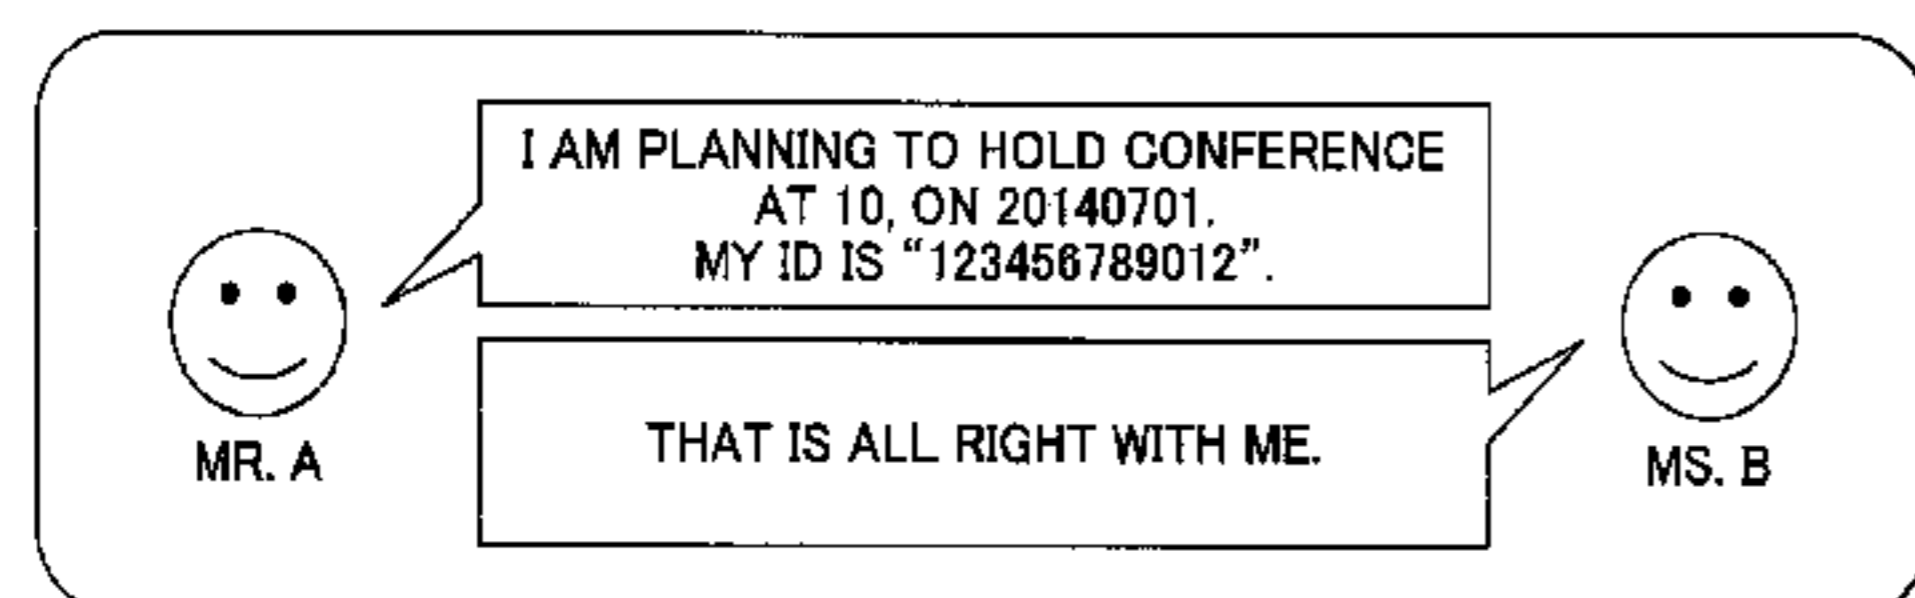 I AM PLANNING TO HOLD CONFERENCE
AT 10, ON 20140701.
MY ID IS “123456789012”.
THAT IS ALL RIGHT WITH ME.
MR. A
MS. B